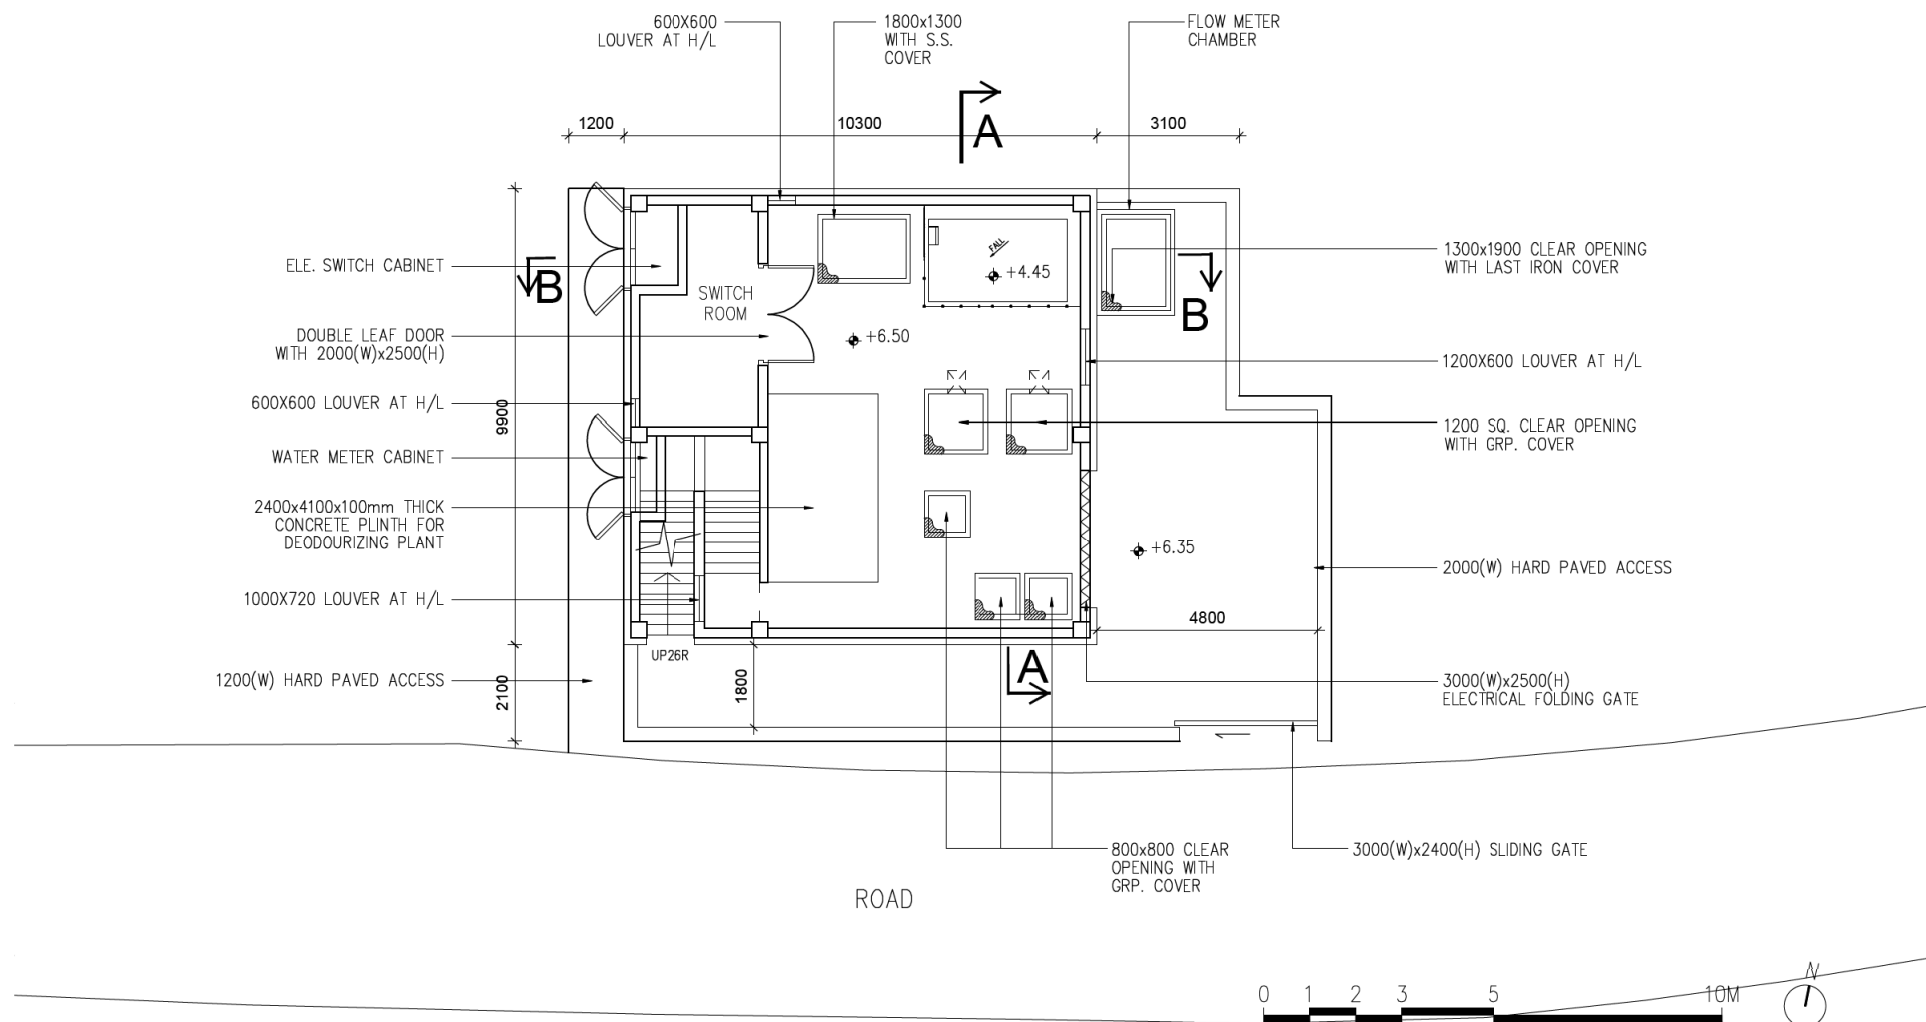 600X600
LOUVER AT H/L
1800x1300
WITH S.S.
COVER
FLOW METER
CHAMBER
A
1200
10300
3100
ELE. SWITCH CABINET
B
SWITCH
ROOM
FALL
+4.45
B
1300x1900 CLEAR OPENING
WITH LAST IRON COVER
DOUBLE LEAF DOOR
WITH 2000(W)x2500(H)
+6.50
1200X600 LOUVER AT H/L
600X600 LOUVER AT H/L
9900
1200 SQ. CLEAR OPENING
WITH GRP. COVER
WATER METER CABINET
2400x4100x100mm THICK
CONCRETE PLINTH FOR
DEODOURIZING PLANT
+6.35
2000(W) HARD PAVED ACCESS
1000X720 LOUVER AT H/L
4800
UP26R
A
1200(W) HARD PAVED ACCESS
2100
1800
3000(W)x2500(H)
ELECTRICAL FOLDING GATE
800x800 CLEAR
OPENING WITH
GRP. COVER
3000(W)x2400(H) SLIDING GATE
ROAD
0 1 2 3 5 10M
N